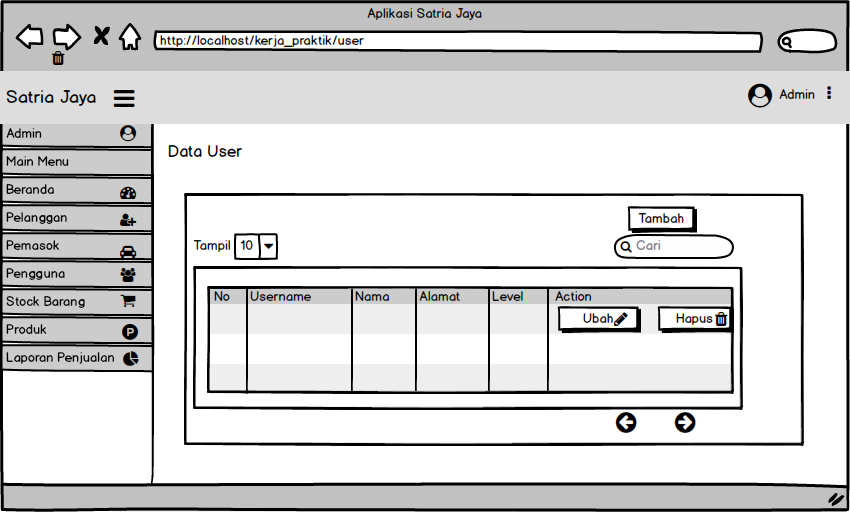 Aplikasi Satria Jaya
http://localhost/kerja_praktik/user
Satria Jaya
Admin
Admin
Main Menu
Beranda
Pelanggan
Pemasok
Pengguna
Stock Barang
Produk
P
Laporan Penjualan
Data User
Tambah
Tampil 10
Cari
No Username Nama Alamat Level Action
Ubah Hapus